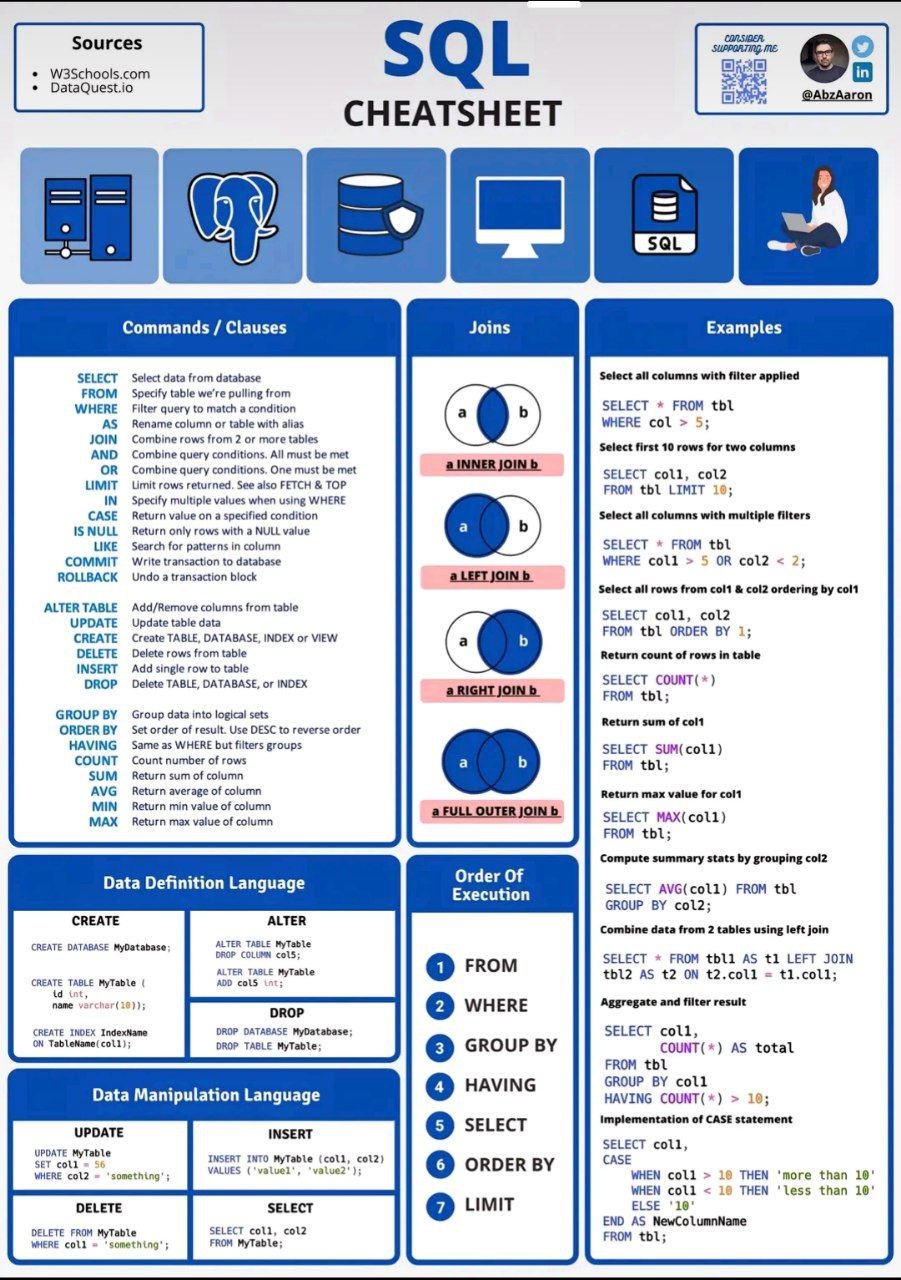 Sources
• W3Schools.com
• DataQuest.io
SQL
CHEATSHEET
CONSIDER
SUPPORTING ME
@AbzAaron
in
SQL
Commands / Clauses
SELECT Select data from database
FROM Specify table we’re pulling from
WHERE Filter query to match a condition
AS Rename column or table with alias
JOIN Combine rows from 2 or more tables
AND Combine query conditions. All must be met
OR Combine query conditions. One must be met
LIMIT Limit rows returned. See also FETCH & TOP
IN Specify multiple values when using WHERE
CASE Return value on a specified condition
IS NULL Return only rows with a NULL value
LIKE Search for patterns in column
COMMIT Write transaction to database
ROLLBACK Undo a transaction block
ALTER TABLE Add/Remove columns from table
UPDATE Update table data
CREATE Create TABLE, DATABASE, INDEX or VIEW
DELETE Delete rows from table
INSERT Add single row to table
DROP Delete TABLE, DATABASE, or INDEX
GROUP BY Group data into logical sets
ORDER BY Set order of result. Use DESC to reverse order
HAVING Same as WHERE but filters groups
COUNT Count number of rows
SUM Return sum of column
AVG Return average of column
MIN Return min value of column
MAX Return max value of column
Joins
a b
a INNER JOIN b
a b
a LEFT JOIN b
a b
a RIGHT JOIN b
a b
a FULL OUTER JOIN b
Examples
Select all columns with filter applied
SELECT * FROM tbl
WHERE col > 5;
Select first 10 rows for two columns
SELECT col1, col2
FROM tbl LIMIT 10;
Select all columns with multiple filters
SELECT * FROM tbl
WHERE col1 > 5 OR col2 < 2;
Select all rows from col1 & col2 ordering by col1
SELECT col1, col2
FROM tbl ORDER BY 1;
Return count of rows in table
SELECT COUNT(*)
FROM tbl;
Return sum of col1
SELECT SUM(col1)
FROM tbl;
Return max value for col1
SELECT MAX(col1)
FROM tbl;
Compute summary stats by grouping col2
SELECT AVG(col1) FROM tbl
GROUP BY col2;
Combine data from 2 tables using left join
SELECT * FROM tbl1 AS t1 LEFT JOIN
tbl2 AS t2 ON t2.col1 = t1.col1;
Aggregate and filter result
SELECT col1,
COUNT(*) AS total
FROM tbl
GROUP BY col1
HAVING COUNT(*) > 10;
Implementation of CASE statement
SELECT col1,
CASE
WHEN col1 > 10 THEN 'more than 10'
WHEN col1 < 10 THEN 'less than 10'
ELSE '10'
END AS NewColumnName
FROM tbl;
Data Definition Language
CREATE
CREATE DATABASE MyDatabase;
CREATE TABLE MyTable (
id int,
name varchar(10));
CREATE INDEX IndexName
ON TableName(col1);
ALTER
ALTER TABLE MyTable
DROP COLUMN col5;
ALTER TABLE MyTable
ADD col5 int;
DROP
DROP DATABASE MyDatabase;
DROP TABLE MyTable;
Data Manipulation Language
UPDATE
UPDATE MyTable
SET col1 = 56
WHERE col2 = 'something';
INSERT
INSERT INTO MyTable (col1, col2)
VALUES ('value1', 'value2');
DELETE
DELETE FROM MyTable
WHERE col1 = 'something';
SELECT
SELECT col1, col2
FROM MyTable;
Order Of
Execution
1 FROM
2 WHERE
3 GROUP BY
4 HAVING
5 SELECT
6 ORDER BY
7 LIMIT